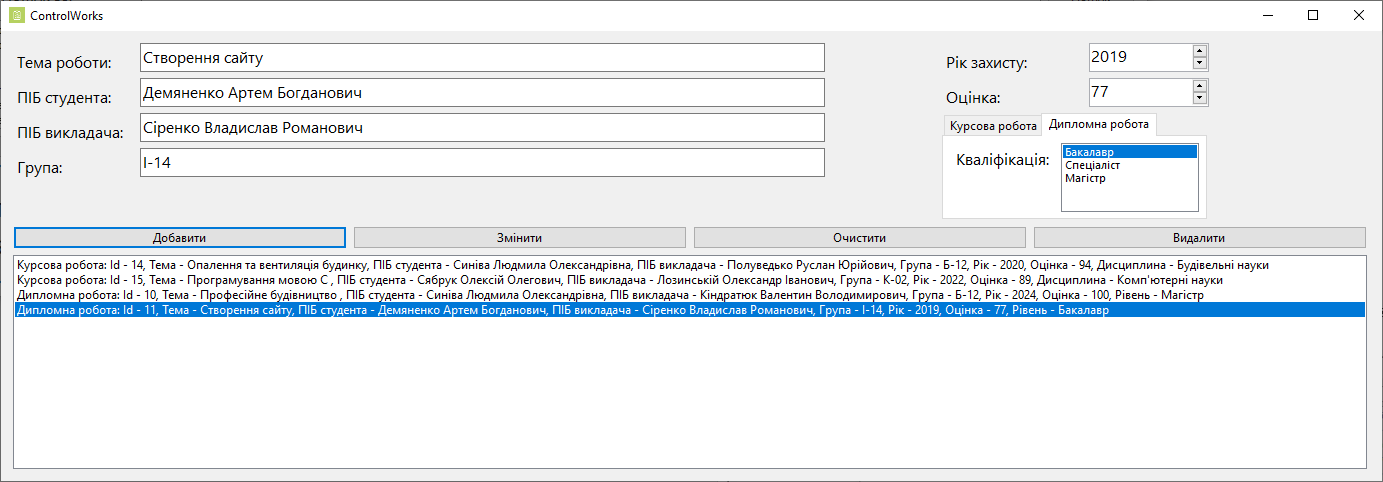 ControlWorks
Тема роботи: Створення сайту
Рік захисту: 2019
ПІБ студента: Демяненко Артем Богданович
Оцінка: 77
ПІБ викладача: Сіренко Владислав Романович
Курсова робота Дипломна робота
Група: І-14
Кваліфікація:
Бакалавр
Спеціаліст
Магістр
Добавити Змінити Очистити Видалити
Курсова робота: Id - 14, Тема - Опалення та вентиляція будинку, ПІБ студента - Синіва Людмила Олександрівна, ПІБ викладача - Полуведько Руслан Юрійович, Група - Б-12, Рік - 2020, Оцінка - 94, Дисциплина - Будівельні науки
Курсова робота: Id - 15, Тема - Програмування мовою C , ПІБ студента - Сябрук Олексій Олегович, ПІБ викладача - Лозинській Олександр Іванович, Група - К-02, Рік - 2022, Оцінка - 89, Дисциплина - Комп'ютерні науки
Дипломна робота: Id - 10, Тема - Професійне будівництво , ПІБ студента - Синіва Людмила Олександрівна, ПІБ викладача - Кіндратюк Валентин Володимирович, Група - Б-12, Рік - 2024, Оцінка - 100, Рівень - Магістр
Дипломна робота: Id - 11, Тема - Створення сайту, ПІБ студента - Демяненко Артем Богданович, ПІБ викладача - Сіренко Владислав Романович, Група - І-14, Рік - 2019, Оцінка - 77, Рівень - Бакалавр